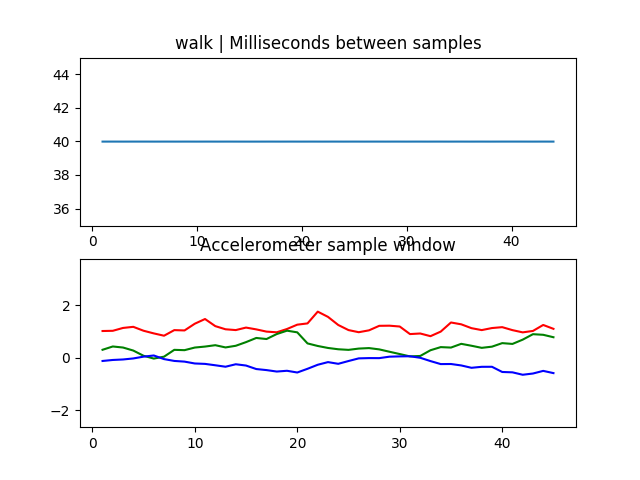 walk | Milliseconds between samples
44
42
40
38
36
0 10 20 30 40
Accelerometer sample window
2
0
−2
0 10 20 30 40